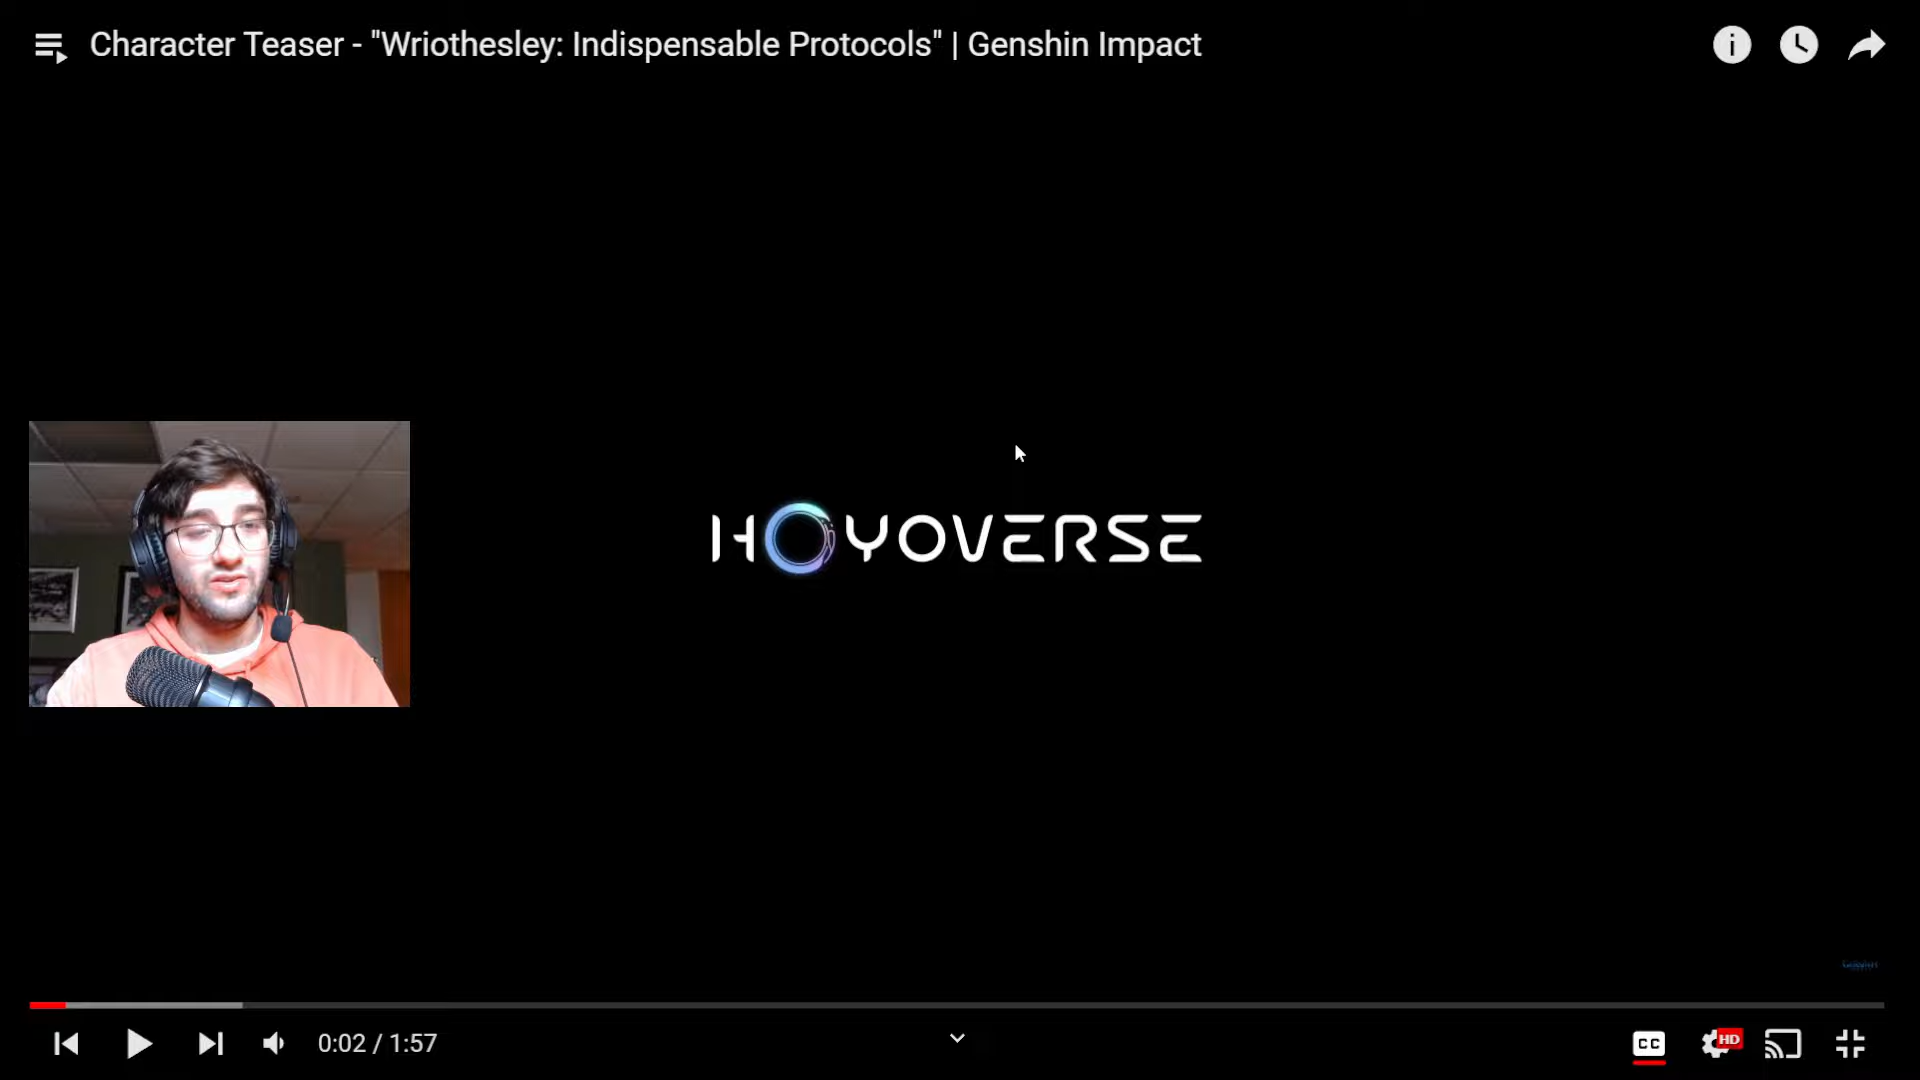 Character Teaser - "Wriothesley: Indispensable Protocols" | Genshin Impact
HOYOVERSE
0:02 / 1:57
CC
HD